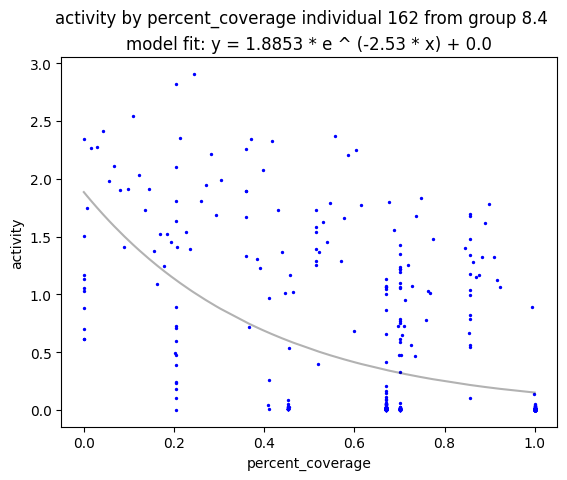 activity by percent_coverage individual 162 from group 8.4
model fit: y = 1.8853 * e ^ (-2.53 * x) + 0.0
3.0
2.5
2.0
1.5
1.0
0.5
0.0
activity
0.0 0.2 0.4 0.6 0.8 1.0
percent_coverage